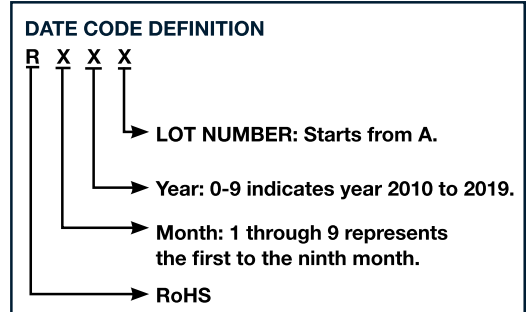 DATE CODE DEFINITION
R X X X
LOT NUMBER: Starts from A.
Year: 0-9 indicates year 2010 to 2019.
Month: 1 through 9 represents
the first to the ninth month.
RoHS